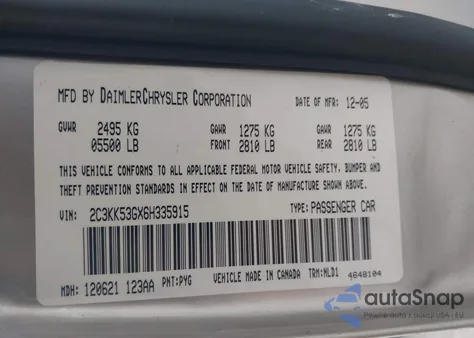 MFD BY DAIMLERCHRYSLER CORPORATION DATE OF MFR: 12-05
GVWR 2495 KG GAWR 1275 KG GAWR 1275 KG
05500 LB FRONT 2810 LB REAR 2810 LB
THIS VEHICLE CONFORMS TO ALL APPLICABLE FEDERAL MOTOR VEHICLE SAFETY, BUMPER AND
THEFT PREVENTION STANDARDS IN EFFECT ON THE DATE OF MANUFACTURE SHOWN ABOVE.
VIN: 2C3KK53GX6H335915 TYPE: PASSENGER CAR
MDH: 120621 123AA PNT: PYG VEHICLE MADE IN CANADA TRM: NLD1 4648104
autoSnap